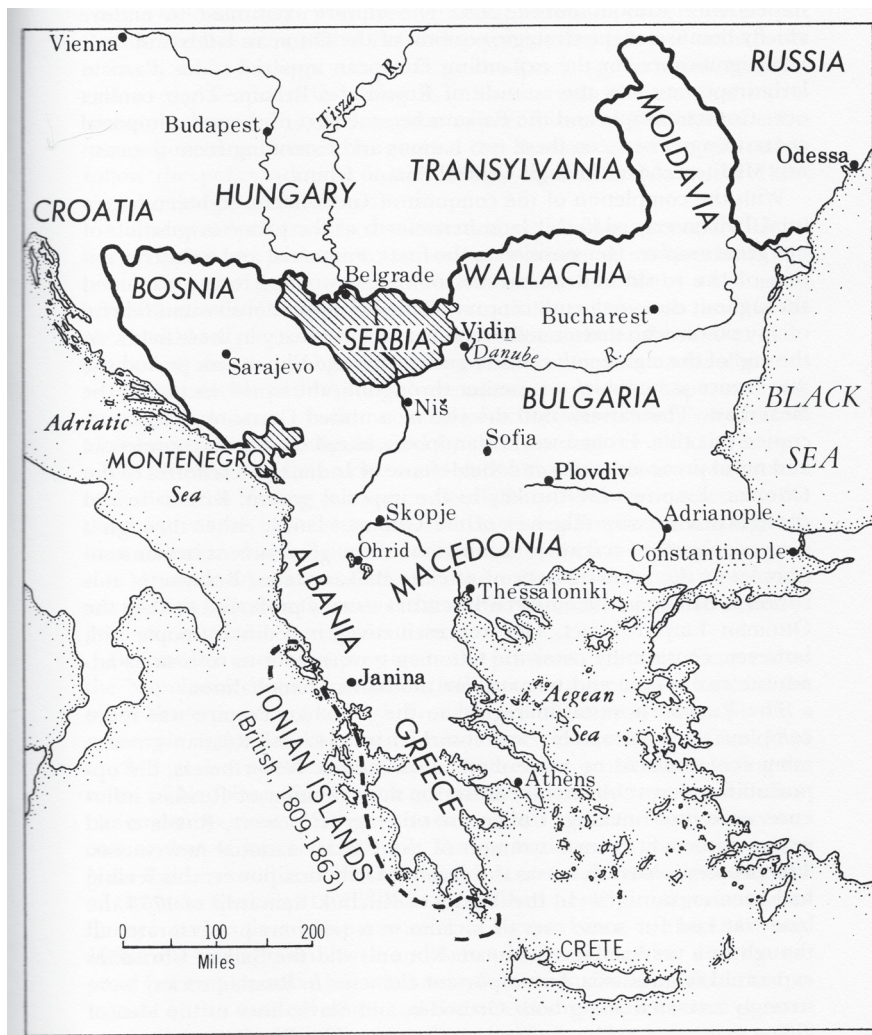 Vienna
RUSSIA
Tisza R.
Budapest
MOLDAVIA
TRANSYLVANIA
Odessa
HUNGARY
CROATIA
Belgrade
WALLACHIA
BOSNIA
Bucharest
SERBIA
Vidin
Danube R.
Sarajevo
Niš
BULGARIA
BLACK
SEA
Adriatic
Sea
Sofia
MONTENEGRO
Plovdiv
Skopje
Adrianople
Ohrid
MACEDONIA
Constantinople
ALBANIA
Thessaloniki
Janina
Aegean
Sea
IONIAN ISLANDS
(British 1809-1863)
GREECE
Athens
0 100 200
Miles
CRETE